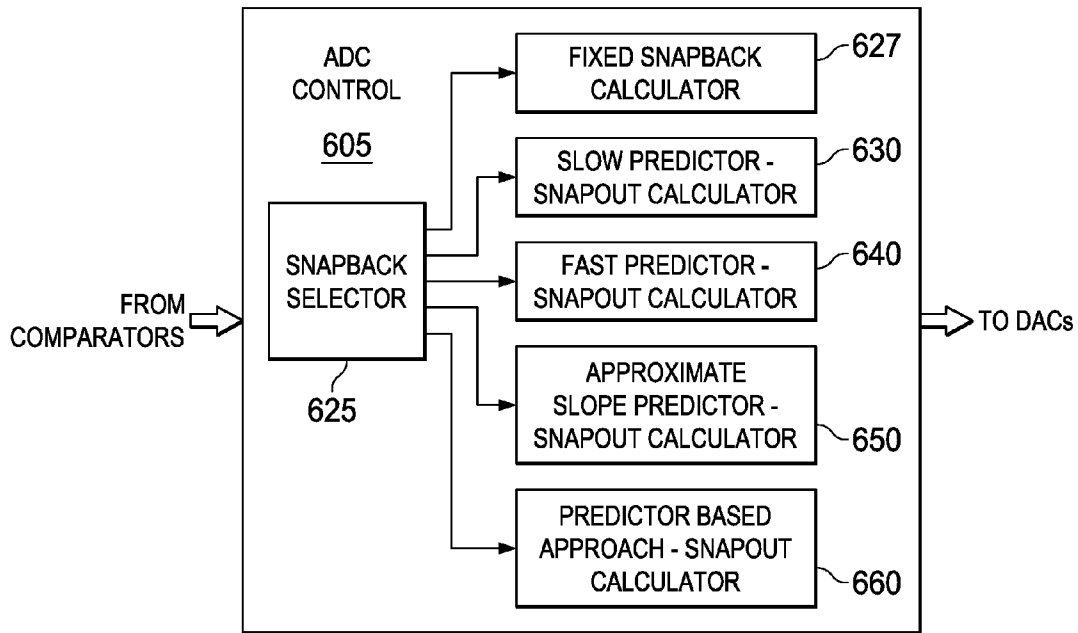 ADC
CONTROL
605
FIXED SNAPBACK
CALCULATOR
627
SLOW PREDICTOR -
SNAPOUT CALCULATOR
630
SNAPBACK
SELECTOR
625
FAST PREDICTOR -
SNAPOUT CALCULATOR
640
FROM
COMPARATORS
TO DACs
APPROXIMATE
SLOPE PREDICTOR -
SNAPOUT CALCULATOR
650
PREDICTOR BASED
APPROACH - SNAPOUT
CALCULATOR
660